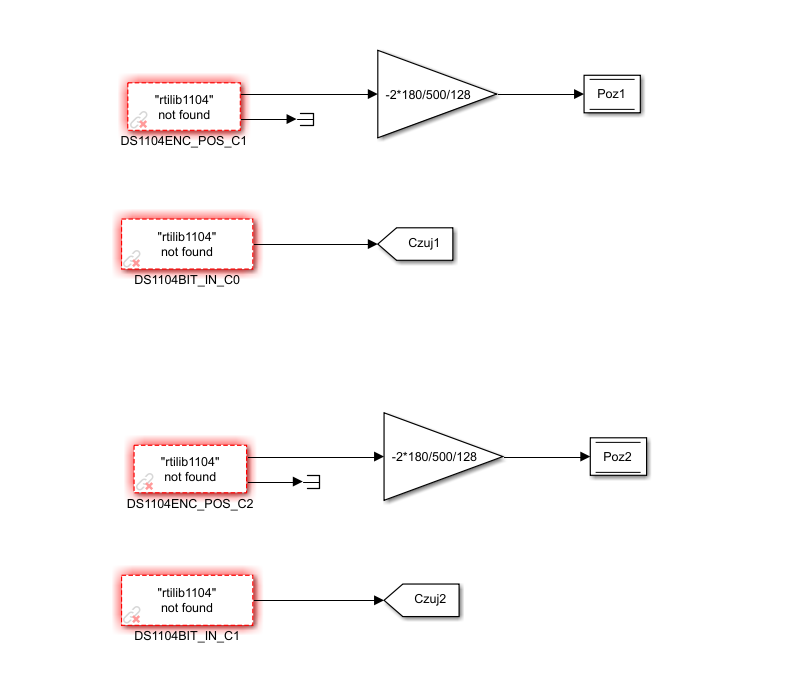 "rtilib1104"
not found
DS1104ENC_POS_C1
-2*180/500/128
Poz1
"rtilib1104"
not found
DS1104BIT_IN_C0
Czuj1
"rtilib1104"
not found
DS1104ENC_POS_C2
-2*180/500/128
Poz2
"rtilib1104"
not found
DS1104BIT_IN_C1
Czuj2